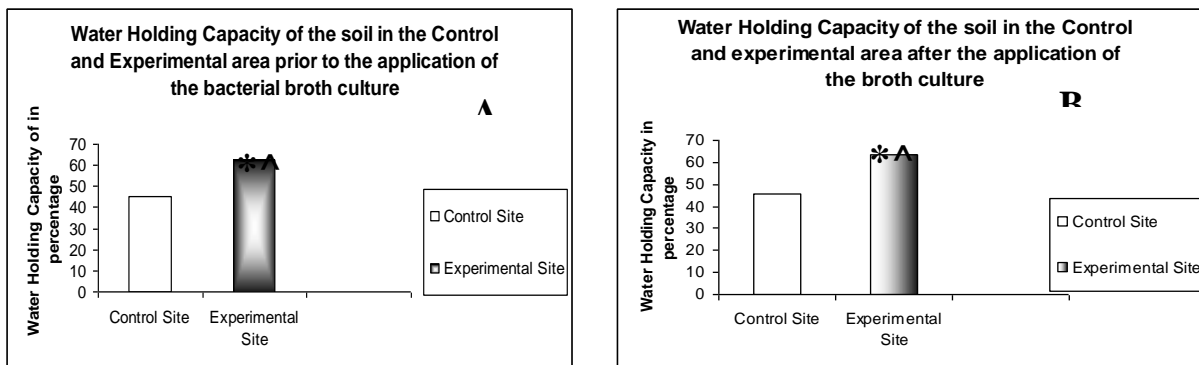 Water Holding Capacity of the soil in the Control
and Experimental area prior to the application of
the bacterial broth culture
A
Water Holding Capacity of in
percentage
70
60
50
40
30
20
10
0
* ^
Control Site
Experimental
Site
Control Site
Experimental Site
Water Holding Capacity of the soil in the Control
and experimental area after the application of
the broth culture
B
Water Holding Capacity in
percentage
70
60
50
40
30
20
10
0
* ^
Control Site
Experimental
Site
Control Site
Experimental Site